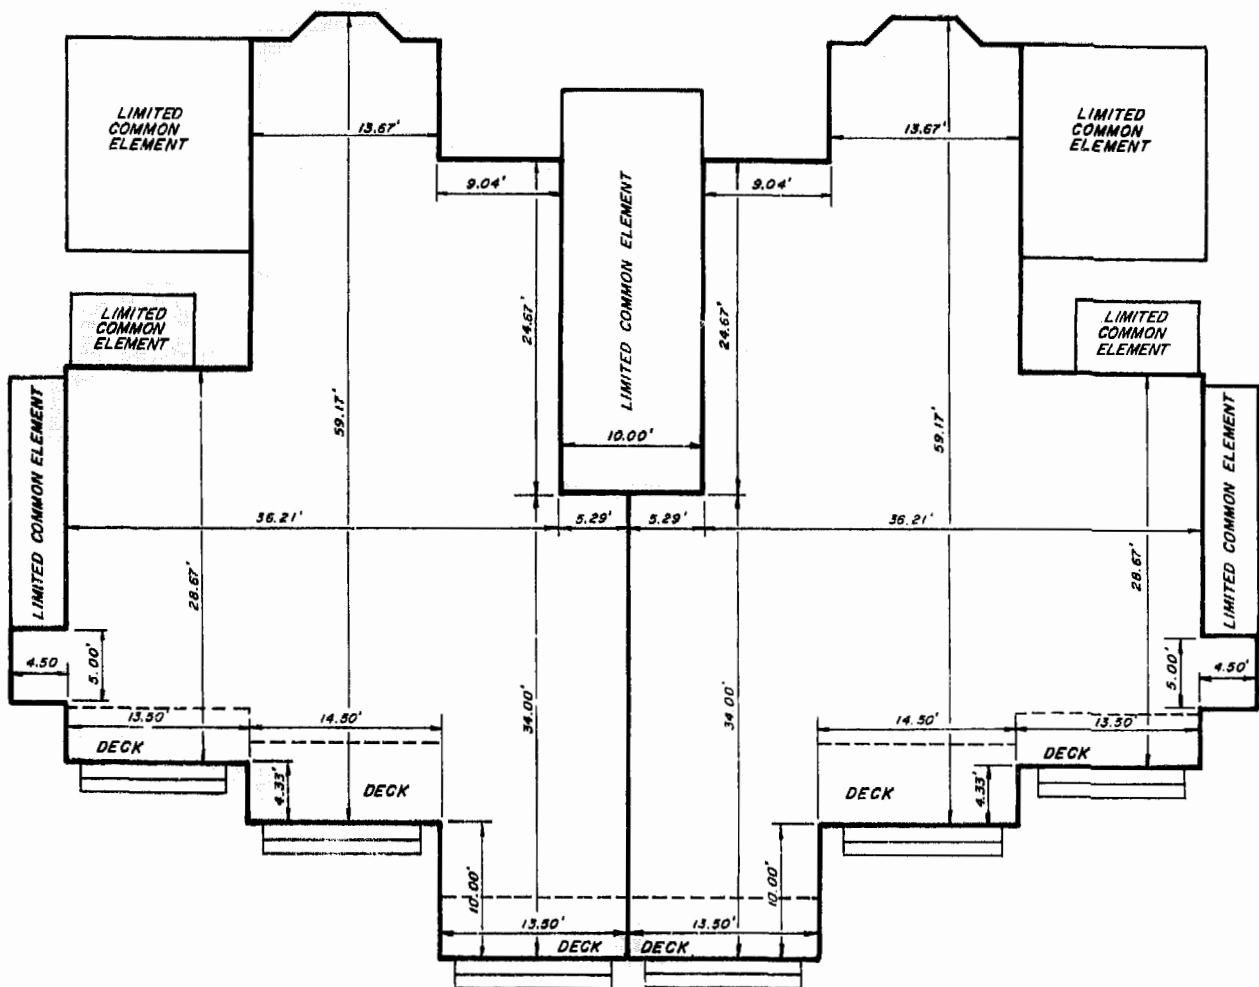 LIMITED
COMMON
ELEMENT
13.67'
9.04'
LIMITED COMMON ELEMENT
9.04'
13.67'
LIMITED
COMMON
ELEMENT
LIMITED
COMMON
ELEMENT
24.67'
24.67'
LIMITED
COMMON
ELEMENT
LIMITED COMMON ELEMENT
59.17'
10.00'
59.17'
LIMITED COMMON ELEMENT
36.21'
5.29'
5.29'
36.21'
28.67'
28.67'
4.50
5.00'
34.00'
34.00'
5.00'
4.50'
13.50'
14.50'
14.50'
13.50'
DECK
4.33'
DECK
DECK
4.33'
DECK
10.00'
13.50'
13.50'
10.00'
DECK
DECK